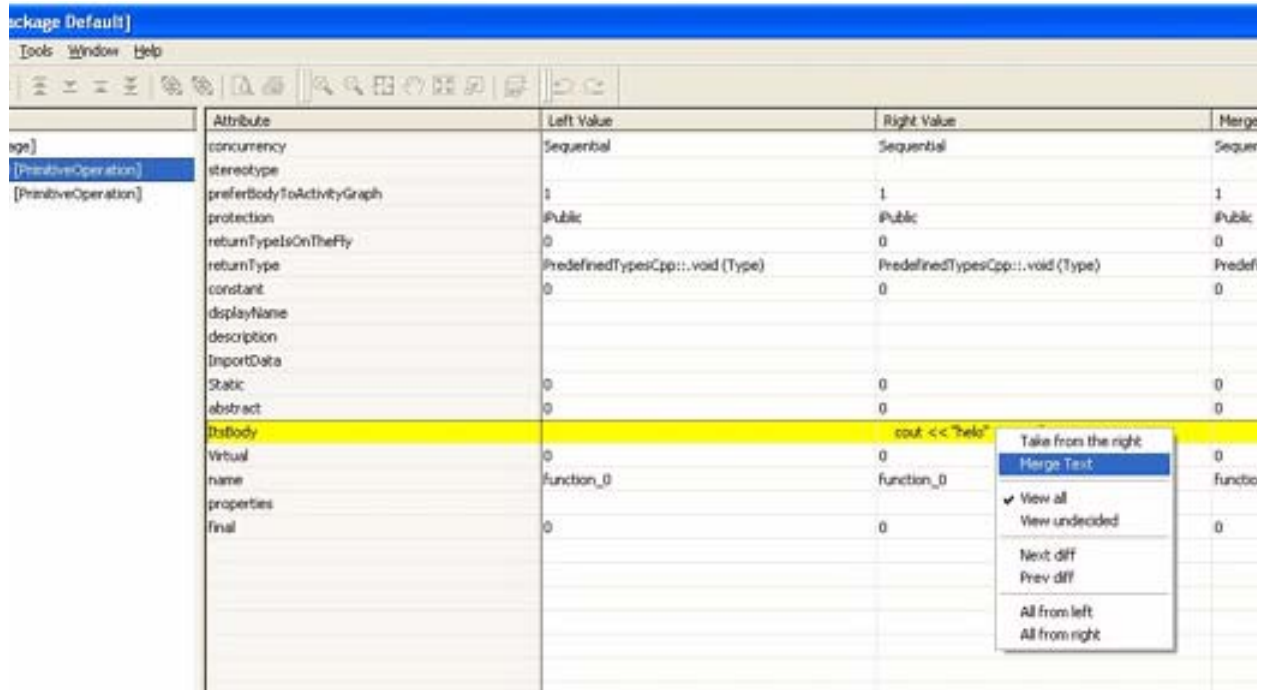 ackage Default]
Tools Window Help
Attribute Left Value Right Value Merge
age] concurrency Sequential Sequential Sequen
[PrimitiveOperation] stereotype
[PrimitiveOperation] preferBodyToActivityGraph 1 1 1
protection iPublic iPublic iPublic
returnTypeIsOnTheFly 0 0 0
returnType PredefinedTypesCpp::.void (Type) PredefinedTypesCpp::.void (Type) Predef
constant 0 0 0
displayName
description
ImportData
Static 0 0 0
abstract 0 0 0
ItsBody cout << "helo"
Take from the right
Virtual 0 0 0
Merge Text
name function_0 function_0 functio
properties
View all
final 0 0 0
View undecided
Next diff
Prev diff
All from left
All from right